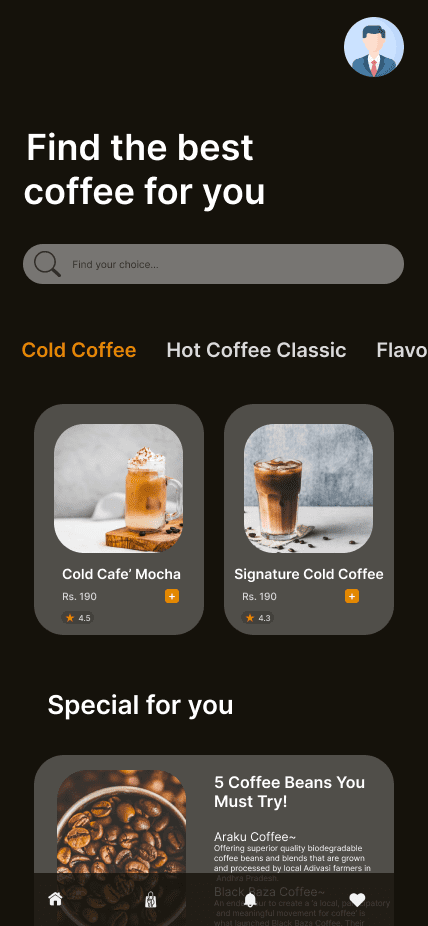 Find the best
coffee for you
Find your choice...
Cold Coffee Hot Coffee Classic Flavo
Cold Cafe' Mocha
Rs. 190
+
4.5
Signature Cold Coffee
Rs. 190
+
4.3
Special for you
5 Coffee Beans You
Must Try!
Araku Coffee~
Offering superior quality biodegradable
coffee beans and blends that are grown
and processed by local Adivasi farmers in
Andhra Pradesh.
Black Baza Coffee~
An endeavour to create a 'a local, participatory
and meaningful movement for coffee' is
what launched Black Baza Coffee. Their